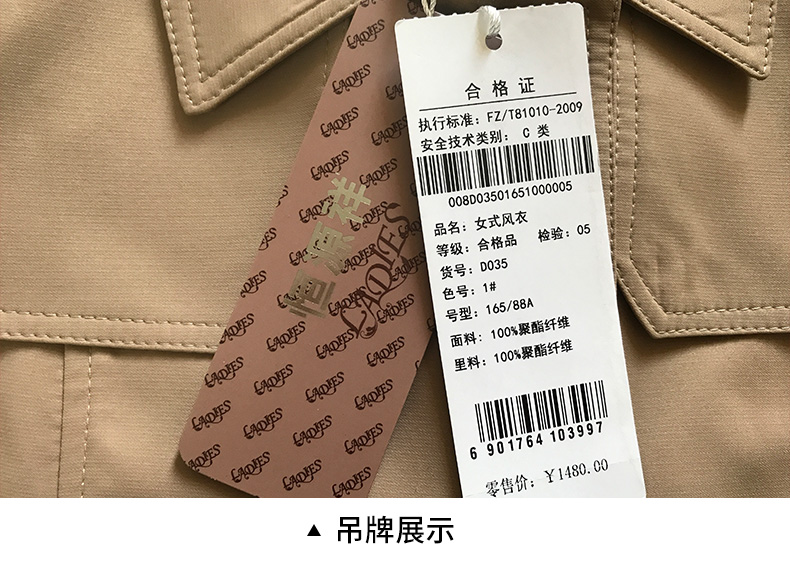 合格证
执行标准：FZ/T81010-2009
安全技术类别：C 类
008D03501651000005
品名：女式风衣
等级：合格品 检验：05
货号：D035
色号：1#
号型：165/88A
面料：100%聚酯纤维
里料：100%聚酯纤维
6 901764 103997
零售价：￥1480.00
恒源祥
LADIES
▲ 吊牌展示